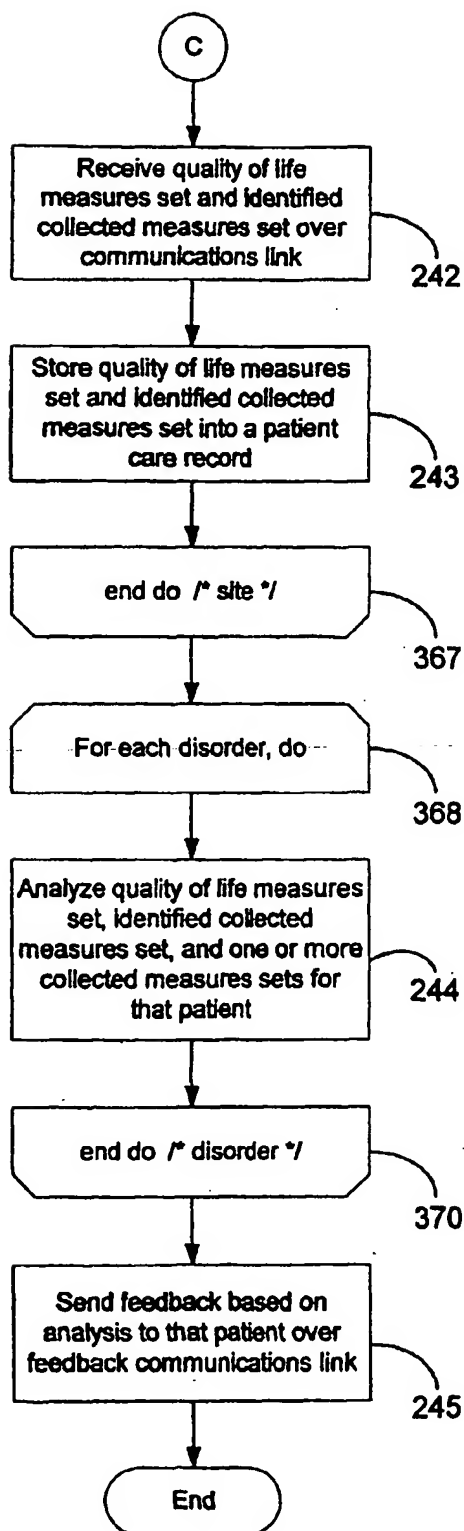 C
Receive quality of life
measures set and identified
collected measures set over
communications link
242
Store quality of life measures
set and identified collected
measures set into a patient
care record
243
end do /* site */
367
For each disorder, do
368
Analyze quality of life measures
set, identified collected
measures set, and one or more
collected measures sets for
that patient
244
end do /* disorder */
370
Send feedback based on
analysis to that patient over
feedback communications link
245
End